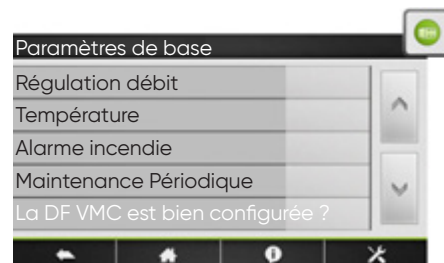 Paramètres de base
Régulation débit
Température
Alarme incendie
Maintenance Périodique
La DF VMC est bien configurée ?